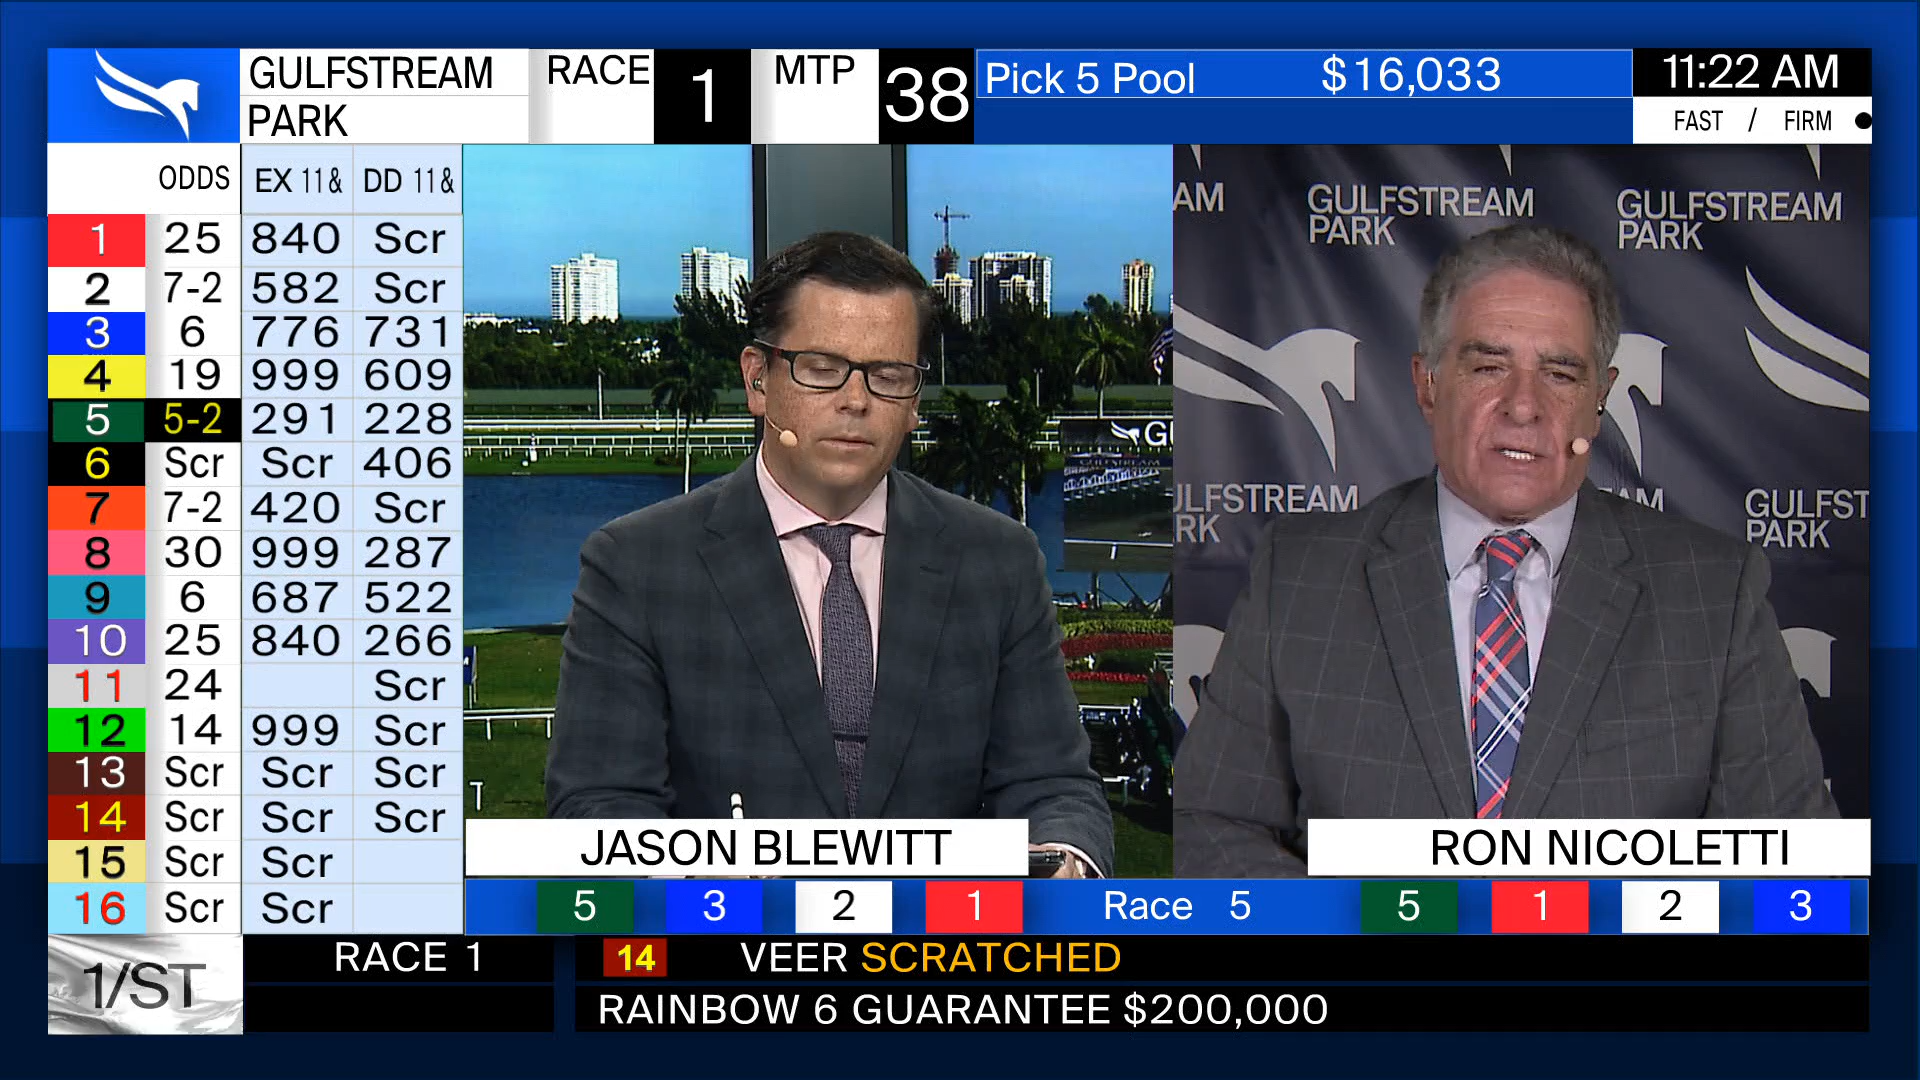 GULFSTREAM
PARK
RACE 1
MTP 38
Pick 5 Pool $16,033
11:22 AM
FAST / FIRM
ODDS EX 11& DD 11&
1 25 840 Scr
2 7-2 582 Scr
3 6 776 731
4 19 999 609
5 5-2 291 228
6 Scr Scr 406
7 7-2 420 Scr
8 30 999 287
9 6 687 522
10 25 840 266
11 24 Scr
12 14 999 Scr
13 Scr Scr Scr
14 Scr Scr Scr
15 Scr Scr
16 Scr Scr
AM
GULFSTREAM
PARK
GULFSTREAM
PARK
ULFSTREAM
RK
AM
GULFST
PARK
G
T
JASON BLEWITT
RON NICOLETTI
5 3 2 1 Race 5 5 1 2 3
1/ST
RACE 1
14 VEER SCRATCHED
RAINBOW 6 GUARANTEE $200,000